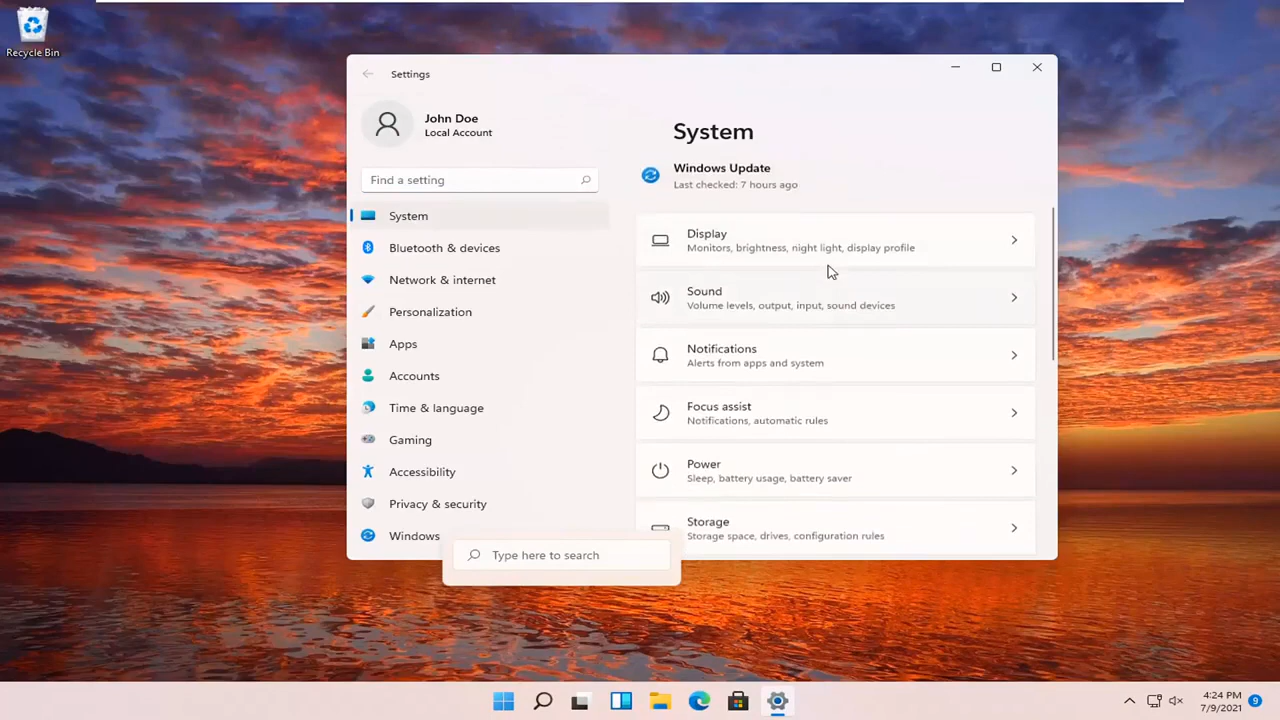 Recycle Bin
Settings
John Doe
Local Account
Find a setting
System
Bluetooth & devices
Network & internet
Personalization
Apps
Accounts
Time & language
Gaming
Accessibility
Privacy & security
Windows
Type here to search
System
Windows Update
Last checked: 7 hours ago
Display
Monitors, brightness, night light, display profile
Sound
Volume levels, output, input, sound devices
Notifications
Alerts from apps and system
Focus assist
Notifications, automatic rules
Power
Sleep, battery usage, battery saver
Storage
Storage space, drives, configuration rules
4:24 PM
7/9/2021
9